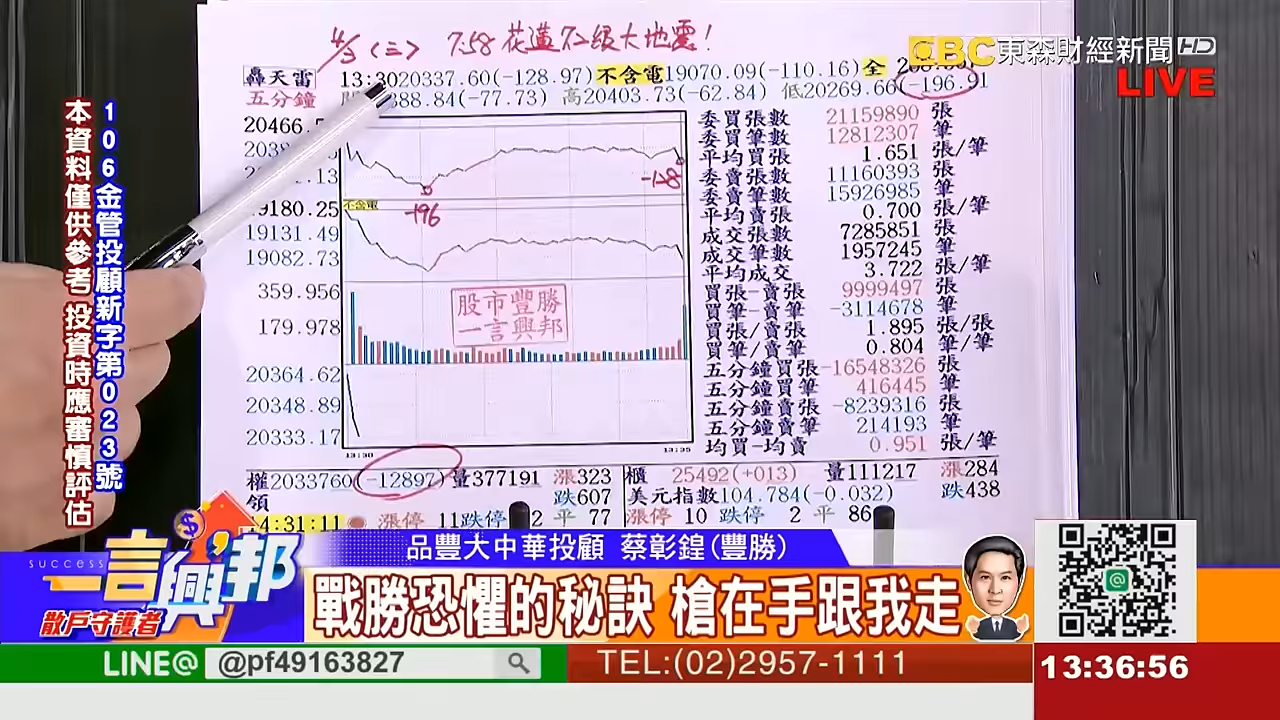 4/3(三) 7:58 花蓮7.2級大地震!
EBC 東森財經新聞 HD
LIVE
轟天雷 13:30 20337.60(-128.97) 不含電 19070.09(-110.16) 全
(-196.91
五分鐘 388.84(-77.73) 高20403.73(-62.84) 低20269.66
20466.
9180.25
19131.49
19082.73
359.956
179.978
20364.62
20348.89
20333.17
不含電
-196
-128
股市豐勝
一言興邦
13:30 13:35
委買張數 21159890 張
委買筆數 12812307 筆
平均買張 1.651 張/筆
委賣張數 11160393 張
委賣筆數 15926985 筆
平均賣張 0.700 張/筆
成交張數 7285851 張
成交筆數 1957245 筆
平均成交 3.722 張/筆
買張-賣張 9999497 張
買筆-賣筆 -3114678 筆
買張/賣張 1.895 張/張
買筆/賣筆 0.804 筆/筆
五分鐘買張 -16548326 張
五分鐘買筆 416445 筆
五分鐘賣張 -8239316 張
五分鐘賣筆 214193 筆
均買-均賣 0.951 張/筆
權2033760(-12897) 量377191 漲323
領 跌607
14:31:11 漲停 11 跌停 2 平 77
櫃 25492(+013) 量111217 漲284
美元指數104.784(-0.032) 跌438
漲停 10 跌停 2 平 86
106金管投顧新字第023號
本資料僅供參考 投資時應審慎評估
success
一言興邦
散戶守護者
品豐大中華投顧 蔡彰鍠(豐勝)
戰勝恐懼的秘訣 槍在手跟我走
LINE@ @pf49163827
TEL:(02)2957-1111
13:36:56